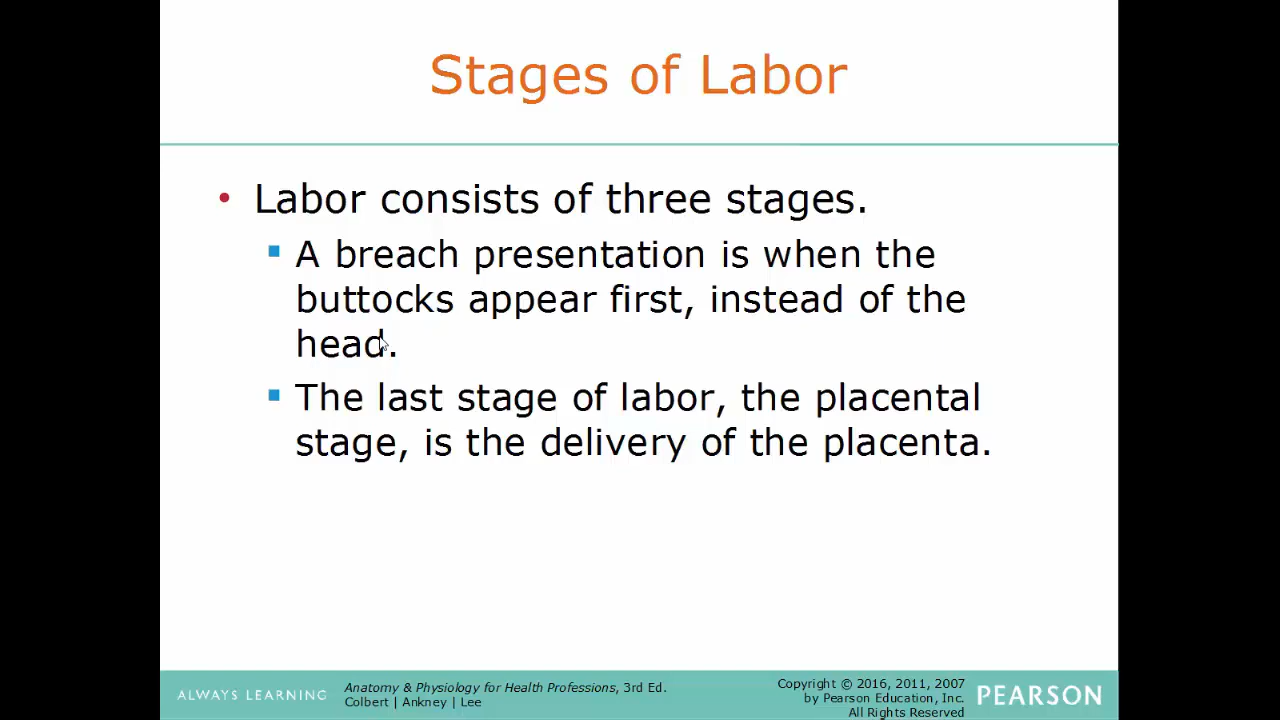 Stages of Labor
• Labor consists of three stages.
▪ A breach presentation is when the
buttocks appear first, instead of the
head.
▪ The last stage of labor, the placental
stage, is the delivery of the placenta.
ALWAYS LEARNING
Anatomy & Physiology for Health Professions, 3rd Ed.
Colbert | Ankney | Lee
Copyright © 2016, 2011, 2007
by Pearson Education, Inc.
All Rights Reserved
PEARSON